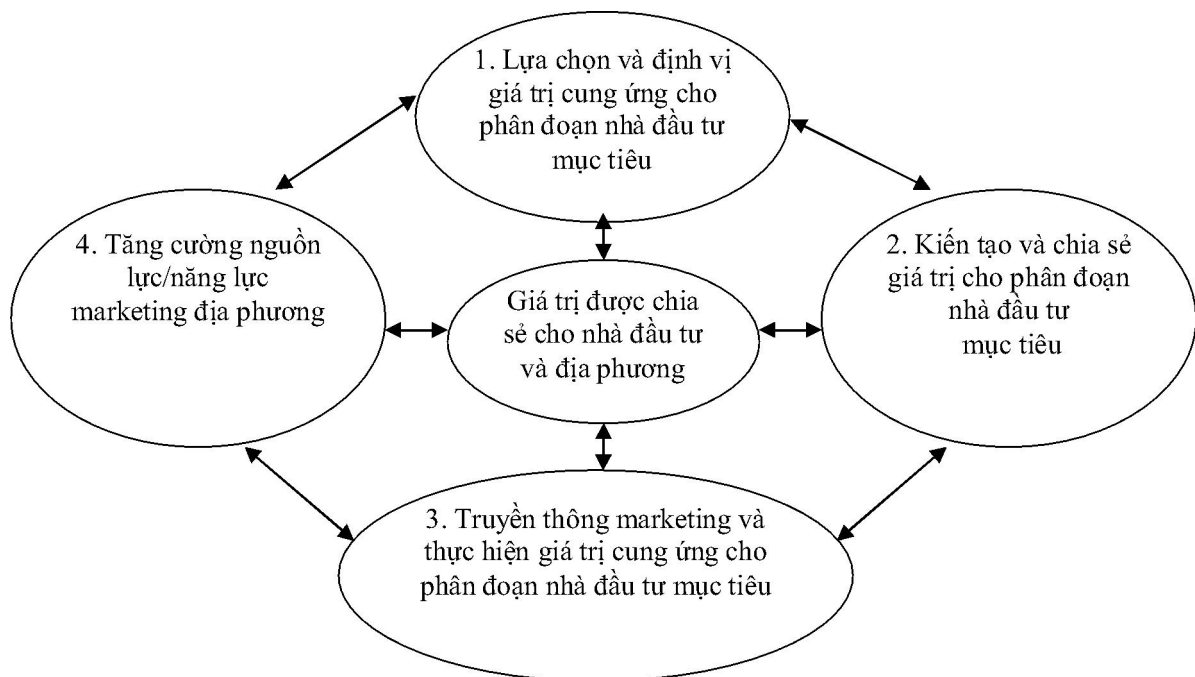 1. Lựa chọn và định vị
giá trị cung ứng cho
phân đoạn nhà đầu tư
mục tiêu
4. Tăng cường nguồn
lực/năng lực
marketing địa phương
Giá trị được chia
sẻ cho nhà đầu tư
và địa phương
2. Kiến tạo và chia sẻ
giá trị cho phân đoạn
nhà đầu tư
mục tiêu
3. Truyền thông marketing và
thực hiện giá trị cung ứng cho
phân đoạn nhà đầu tư mục tiêu